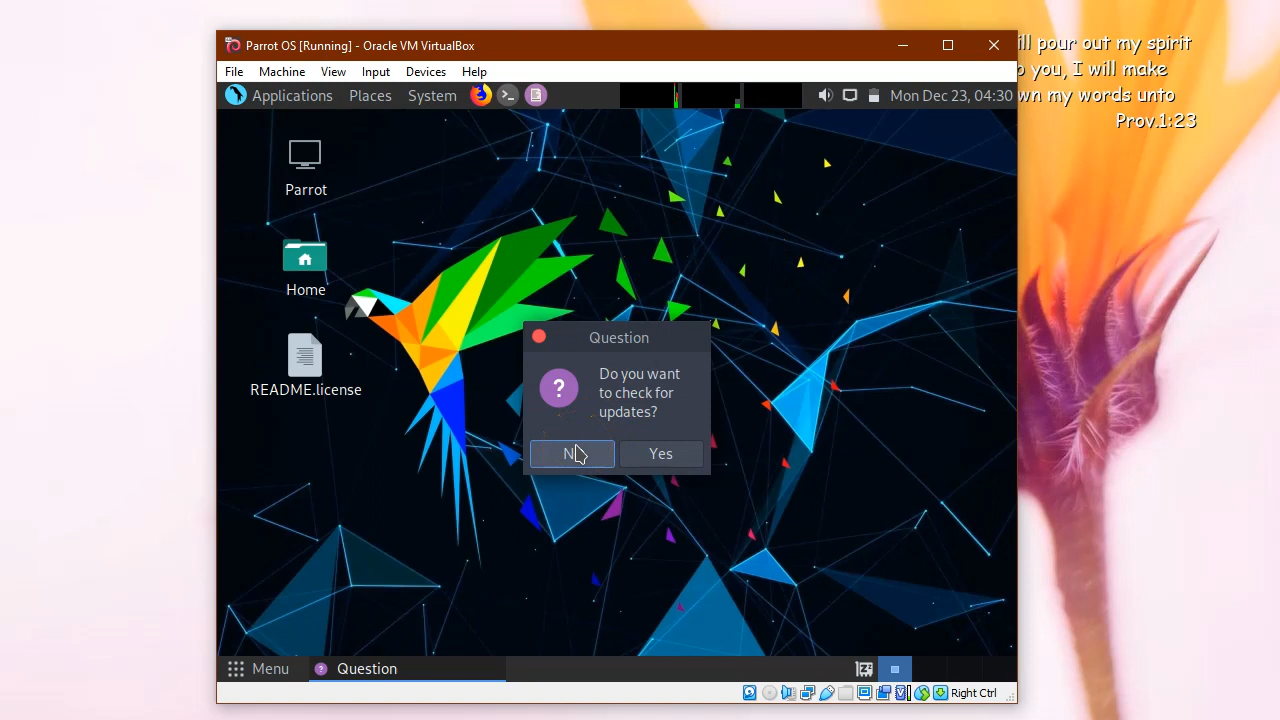 Parrot OS [Running] - Oracle VM VirtualBox
File Machine View Input Devices Help
Applications Places System Mon Dec 23, 04:30
ill pour out my spirit
o you, I will make
wn my words unto
Prov.1:23
Parrot
Home
README.license
Question
Do you want
to check for
updates?
N
Yes
Menu Question
Right Ctrl